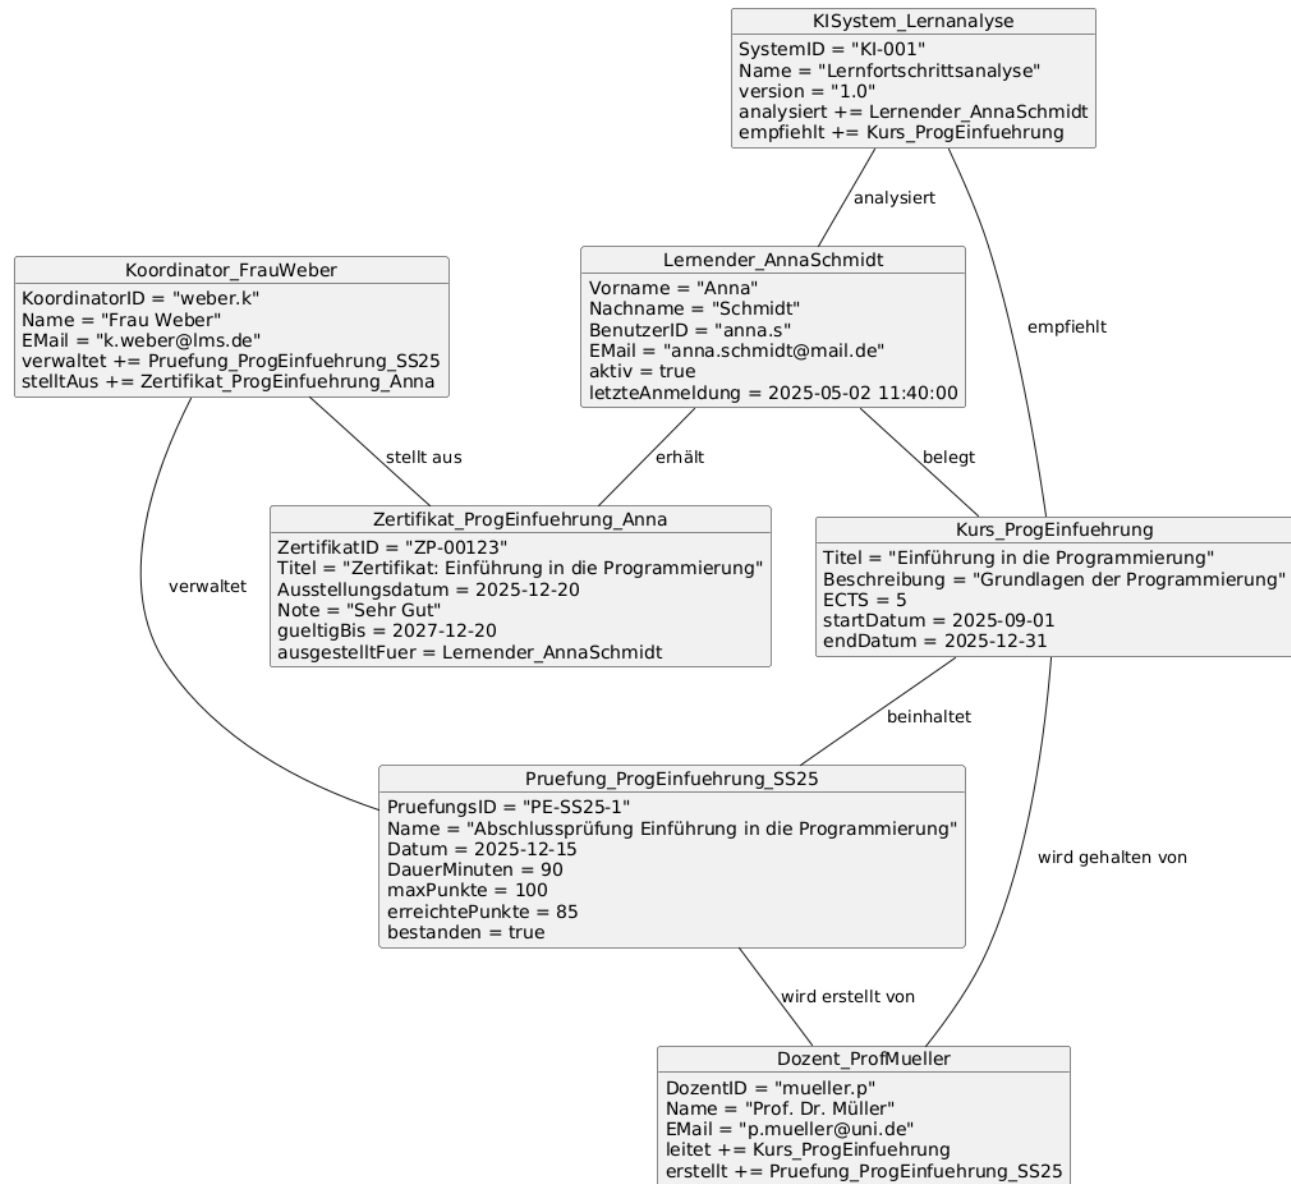 KISystem_Lernanalyse
SystemID = "KI-001"
Name = "Lernfortschrittsanalyse"
version = "1.0"
analysiert += Lernender_AnnaSchmidt
empfiehlt += Kurs_ProgEinfuehrung
analysiert
empfiehlt
Koordinator_FrauWeber
KoordinatorID = "weber.k"
Name = "Frau Weber"
EMail = "k.weber@lms.de"
verwaltet += Pruefung_ProgEinfuehrung_SS25
stelltAus += Zertifikat_ProgEinfuehrung_Anna
Lernender_AnnaSchmidt
Vorname = "Anna"
Nachname = "Schmidt"
BenutzerID = "anna.s"
EMail = "anna.schmidt@mail.de"
aktiv = true
letzteAnmeldung = 2025-05-02 11:40:00
stellt aus
erhält
belegt
verwaltet
Zertifikat_ProgEinfuehrung_Anna
ZertifikatID = "ZP-00123"
Titel = "Zertifikat: Einführung in die Programmierung"
Ausstellungsdatum = 2025-12-20
Note = "Sehr Gut"
gueltigBis = 2027-12-20
ausgestelltFuer = Lernender_AnnaSchmidt
Kurs_ProgEinfuehrung
Titel = "Einführung in die Programmierung"
Beschreibung = "Grundlagen der Programmierung"
ECTS = 5
startDatum = 2025-09-01
endDatum = 2025-12-31
beinhaltet
wird gehalten von
Pruefung_ProgEinfuehrung_SS25
PruefungsID = "PE-SS25-1"
Name = "Abschlussprüfung Einführung in die Programmierung"
Datum = 2025-12-15
DauerMinuten = 90
maxPunkte = 100
erreichtePunkte = 85
bestanden = true
wird erstellt von
Dozent_ProfMueller
DozentID = "mueller.p"
Name = "Prof. Dr. Müller"
EMail = "p.mueller@uni.de"
leitet += Kurs_ProgEinfuehrung
erstellt += Pruefung_ProgEinfuehrung_SS25